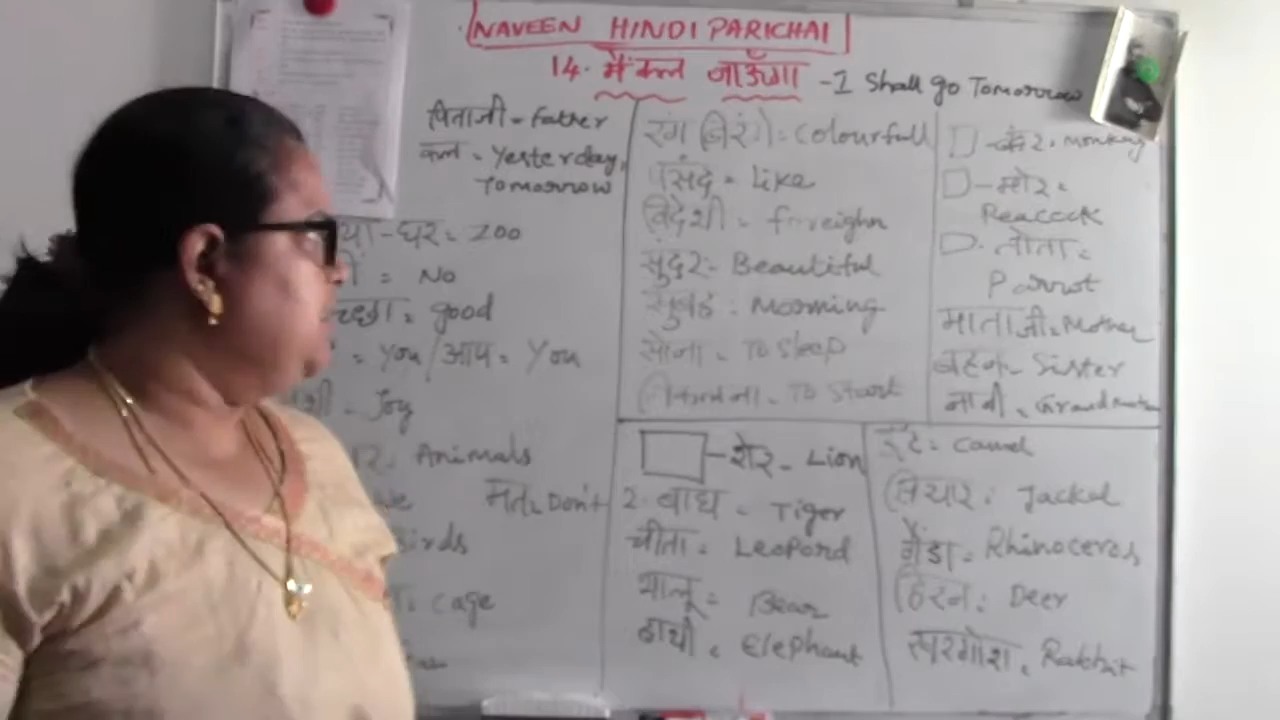 NAVEEN HINDI PARICHAI
14. मैं कल जाऊँगा - I Shall go Tomorrow
पिताजी = Father
कल = Yesterday,
Tomorrow
या-घर = Zoo
= No
च्छा = good
= You / आप = You
शी - Joy
Animals
मत = Don't
Birds
cage
रंग बिरंगे = Colourfull
पसंद = Like
विदेशी = foreighn
सुंदर = Beautiful
सुबह = Morning
सोना = To Sleep
निकलना - To Start
बंदर = Monkey
मोर =
Peacock
तोता =
Parrot
माताजी = Mother
बहन - Sister
नानी = Grandmother
शेर - Lion
2. बाघ = Tiger
चीता = Leopard
भालू = Bear
हाथी = Elephant
ऊँट = Camel
सियार = Jackal
गैंडा = Rhinoceros
हिरन = Deer
खरगोश = Rabbit